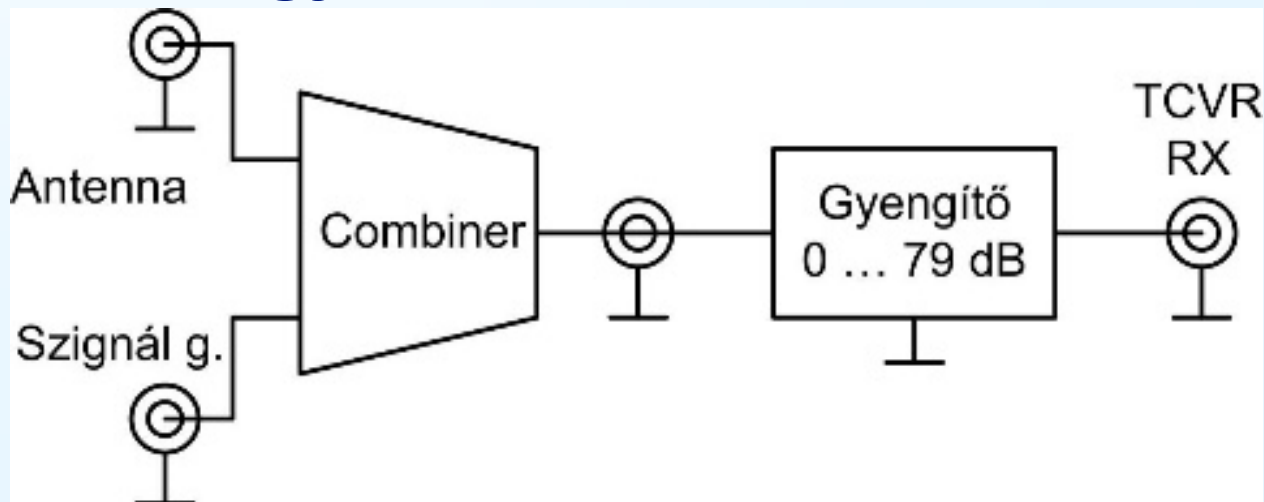 Antenna
Szignál g.
Combiner
Gyengítő
0 ... 79 dB
TCVR
RX